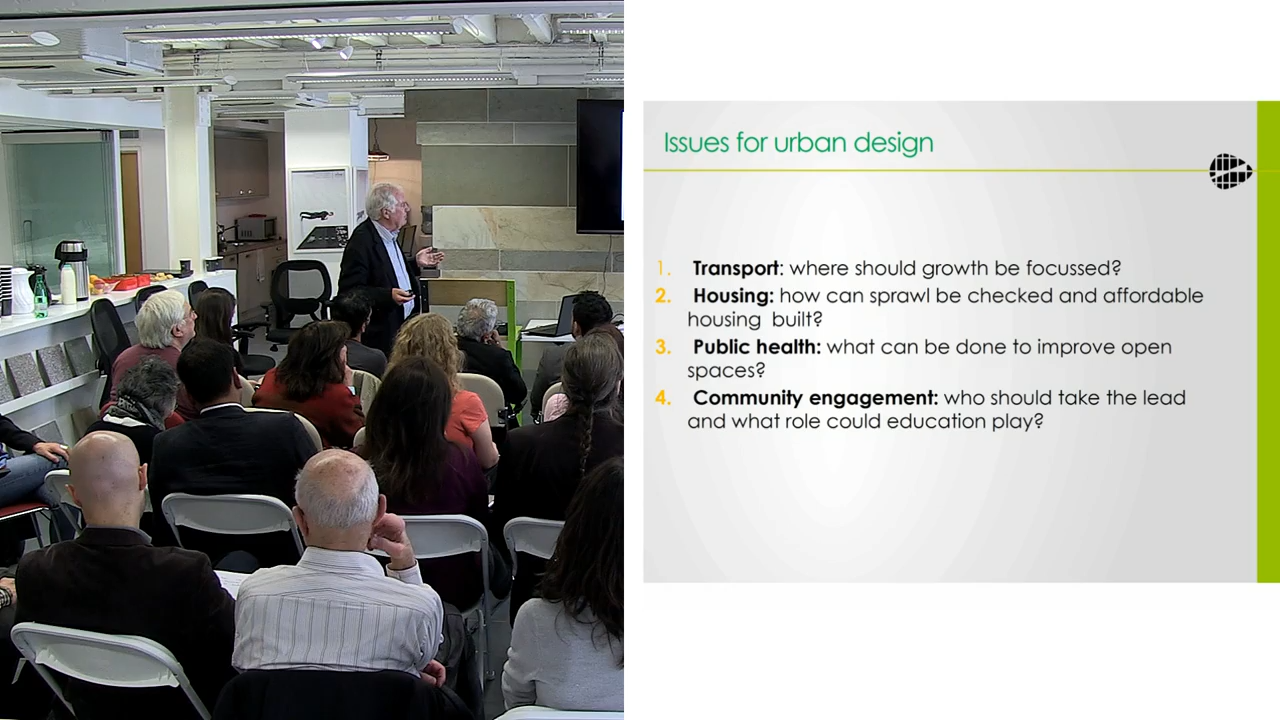 Issues for urban design
1. Transport: where should growth be focussed?
2. Housing: how can sprawl be checked and affordable
housing built?
3. Public health: what can be done to improve open
spaces?
4. Community engagement: who should take the lead
and what role could education play?